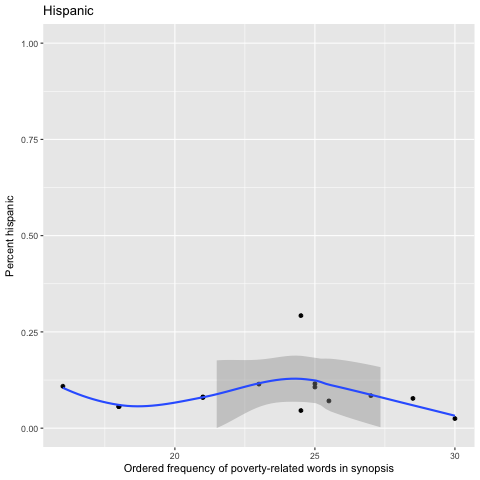 Hispanic
1.00
0.75
0.50
0.25
0.00
Percent hispanic
20
25
30
Ordered frequency of poverty-related words in synopsis